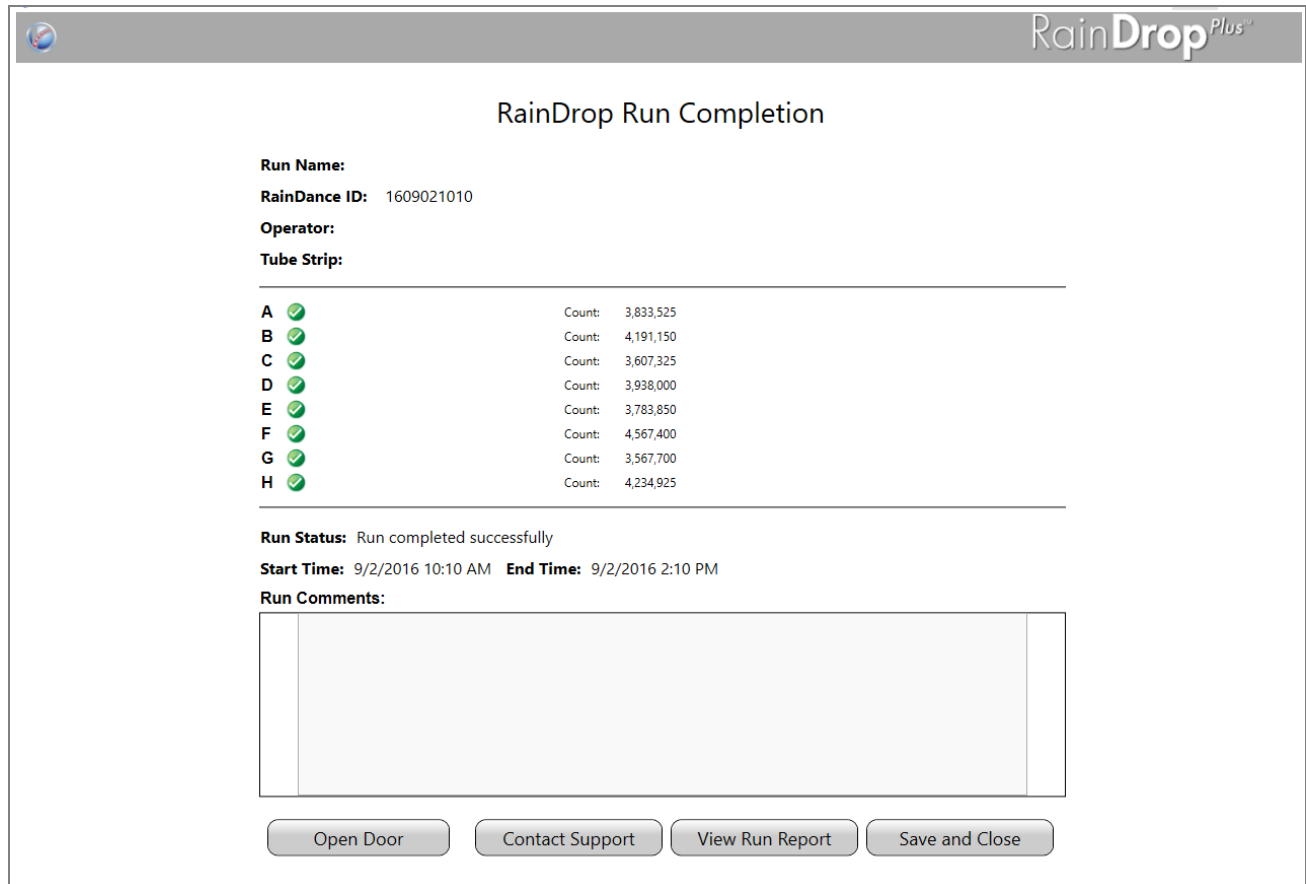 RainDrop Plus™
RainDrop Run Completion
Run Name:
RainDance ID: 1609021010
Operator:
Tube Strip:
A Count: 3,833,525
B Count: 4,191,150
C Count: 3,607,325
D Count: 3,938,000
E Count: 3,783,850
F Count: 4,567,400
G Count: 3,567,700
H Count: 4,234,925
Run Status: Run completed successfully
Start Time: 9/2/2016 10:10 AM End Time: 9/2/2016 2:10 PM
Run Comments:
Open Door Contact Support View Run Report Save and Close